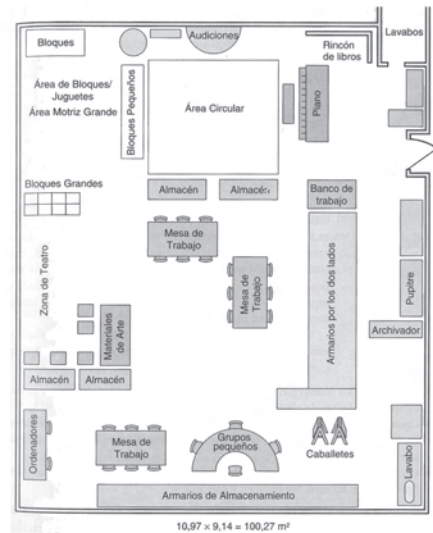 Lavabos
Bloques
Audiciones
Rincón
de libros
Área de Bloques/
Juguetes
Área Motriz Grande
Bloques Pequeños
Área Circular
Piano
Bloques Grandes
Almacén
Almacén
Banco de
trabajo
Mesa de
Trabajo
Mesa de
Trabajo
Armarios por los dos lados
Zona de Teatro
Pupitre
Materiales
de Arte
Archivador
Almacén
Almacén
Ordenadores
Mesa de
Trabajo
Grupos
pequeños
Caballetes
Lavabo
Armarios de Almacenamiento
10,97 × 9,14 = 100,27 m²